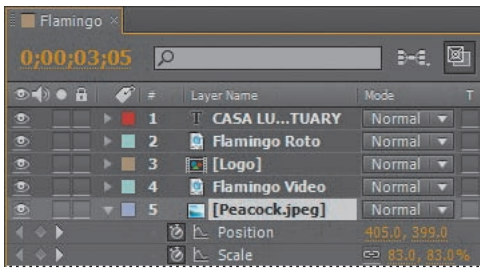 Flamingo ×
0;00;03;05
# Layer Name Mode T
1 T CASA LU...TUARY Normal
2 Flamingo Roto Normal
3 [Logo] Normal
4 Flamingo Video Normal
5 [Peacock.jpeg] Normal
Position 405.0, 399.0
Scale 83.0, 83.0%